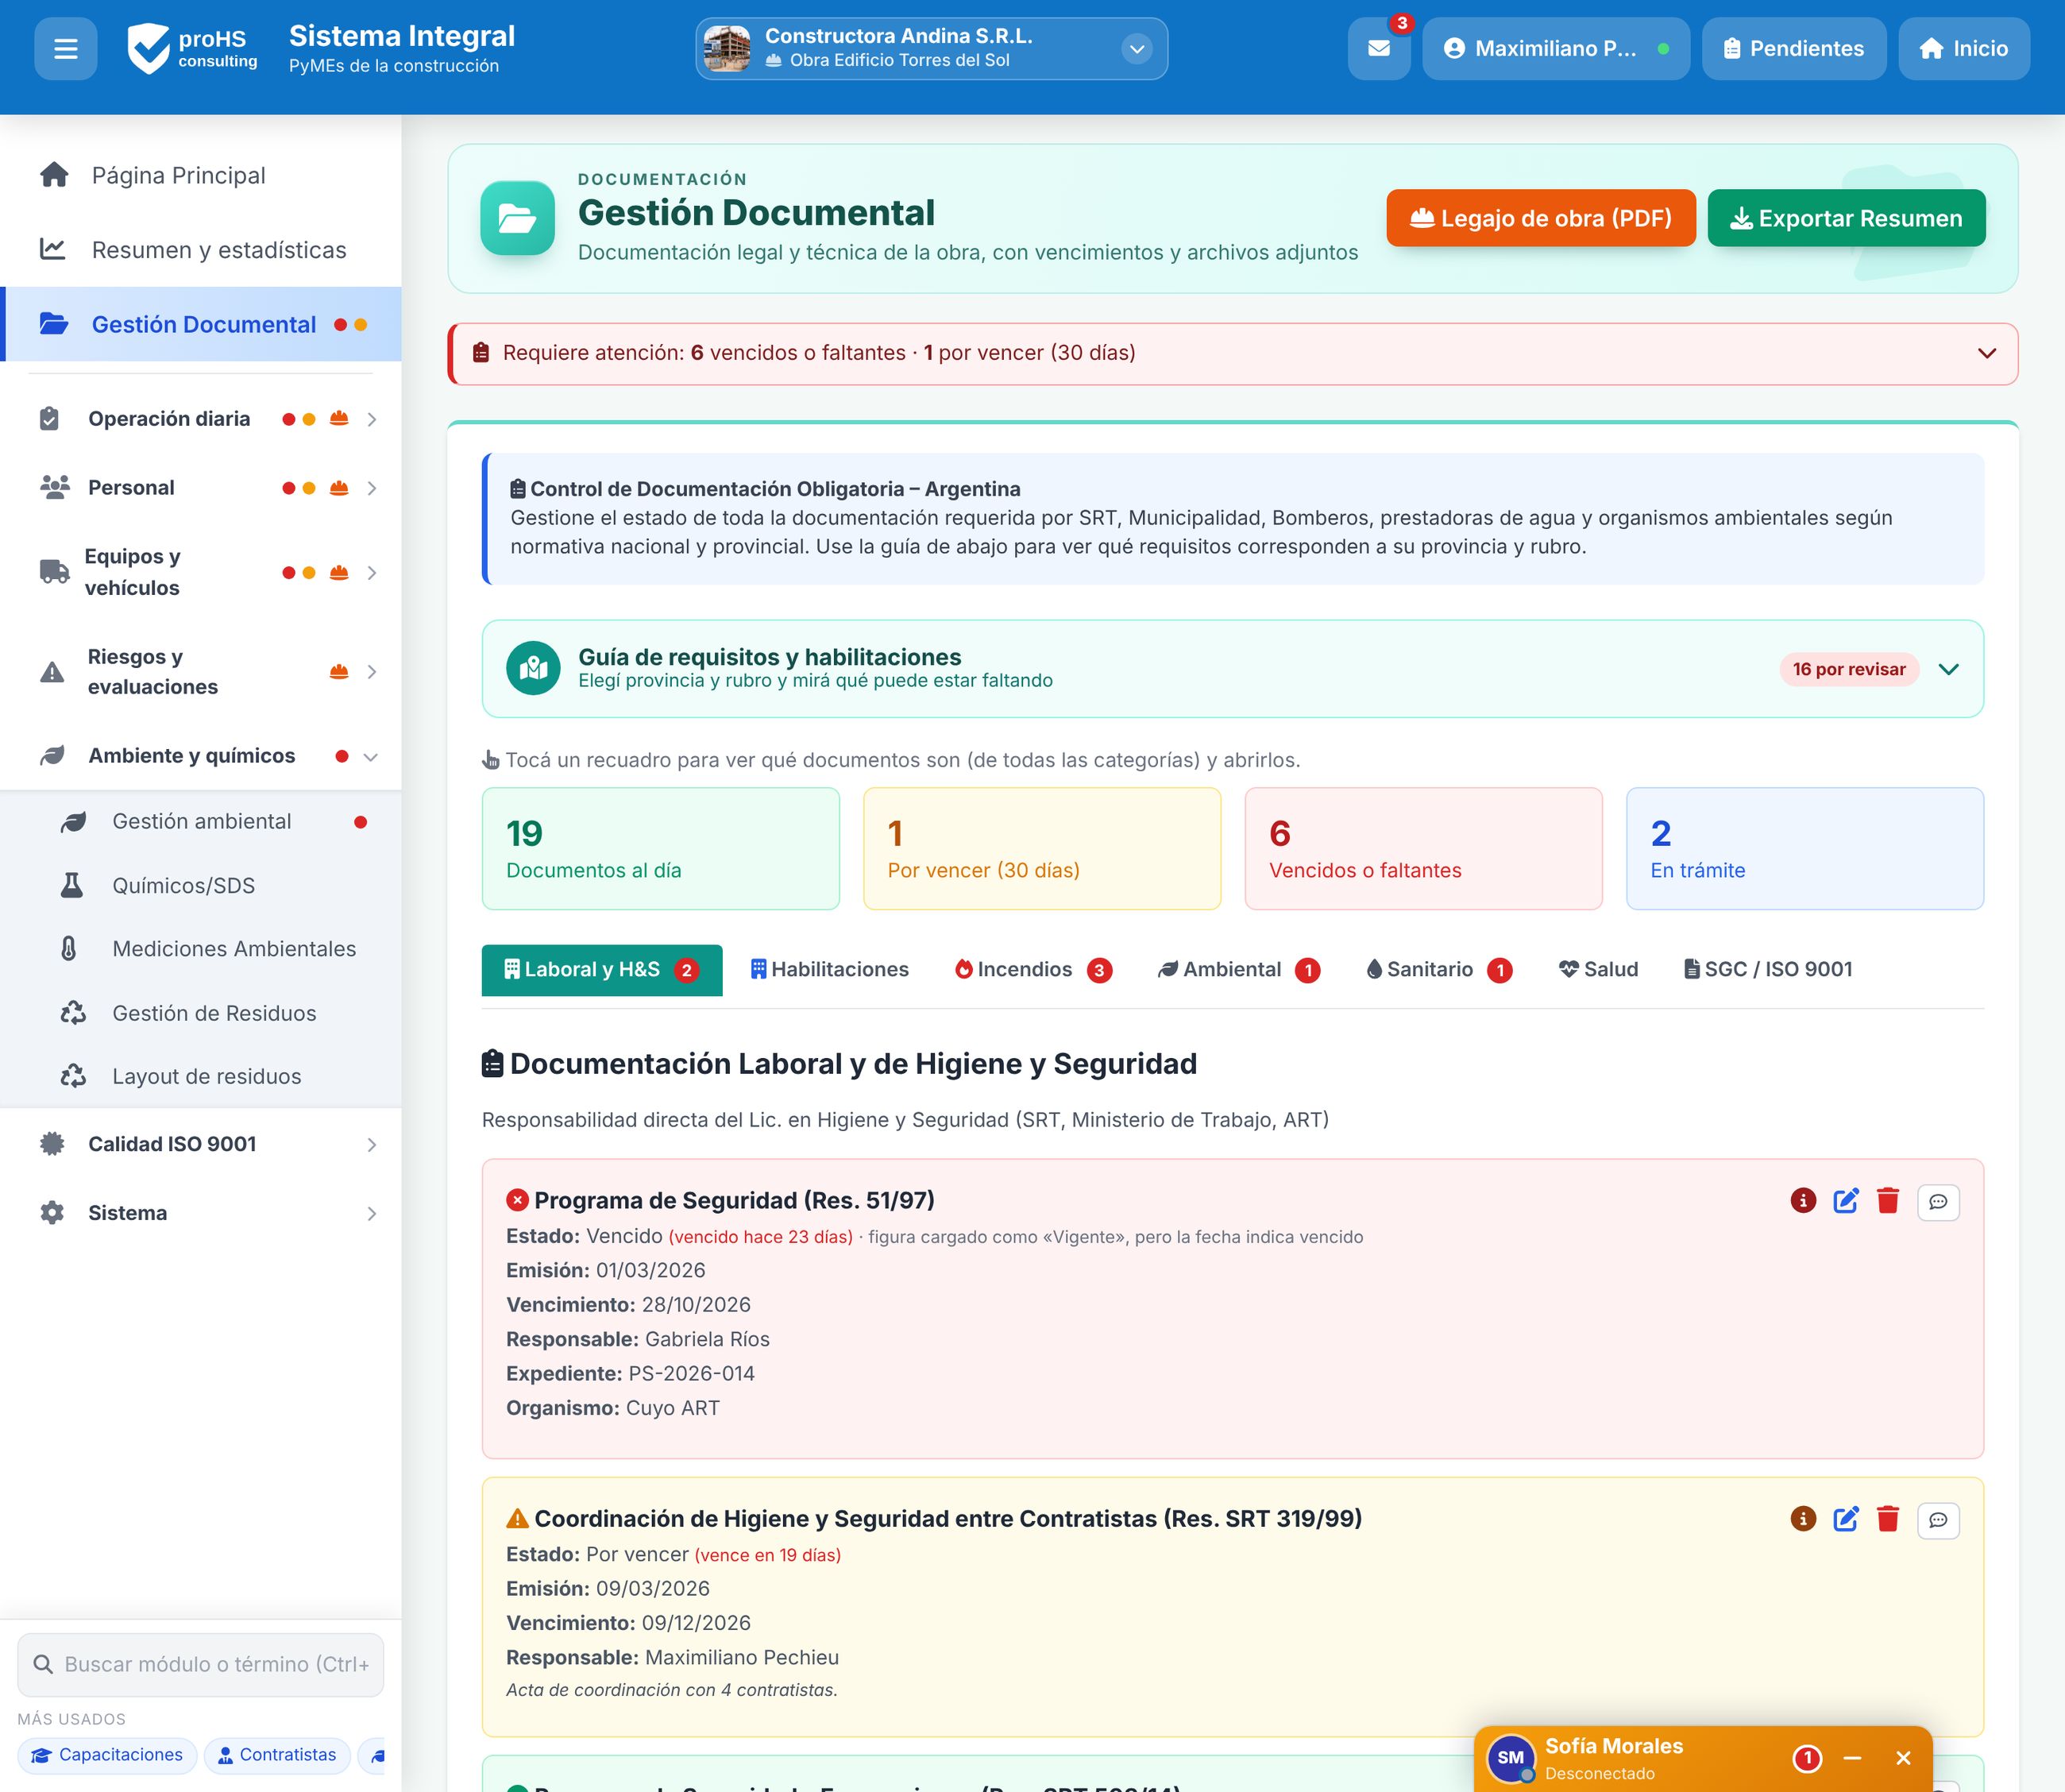 proHS
consulting
Sistema Integral
PyMEs de la construcción
Constructora Andina S.R.L.
Obra Edificio Torres del Sol
3
Maximiliano P...
Pendientes
Inicio
Página Principal
Resumen y estadísticas
Gestión Documental
Operación diaria
Personal
Equipos y
vehículos
Riesgos y
evaluaciones
Ambiente y químicos
Gestión ambiental
Químicos/SDS
Mediciones Ambientales
Gestión de Residuos
Layout de residuos
Calidad ISO 9001
Sistema
Buscar módulo o término (Ctrl+
MÁS USADOS
Capacitaciones
Contratistas
DOCUMENTACIÓN
Gestión Documental
Documentación legal y técnica de la obra, con vencimientos y archivos adjuntos
Legajo de obra (PDF)
Exportar Resumen
Requiere atención: 6 vencidos o faltantes · 1 por vencer (30 días)
Control de Documentación Obligatoria – Argentina
Gestione el estado de toda la documentación requerida por SRT, Municipalidad, Bomberos, prestadoras de agua y organismos ambientales según
normativa nacional y provincial. Use la guía de abajo para ver qué requisitos corresponden a su provincia y rubro.
Guía de requisitos y habilitaciones
Elegí provincia y rubro y mirá qué puede estar faltando
16 por revisar
Tocá un recuadro para ver qué documentos son (de todas las categorías) y abrirlos.
19
Documentos al día
1
Por vencer (30 días)
6
Vencidos o faltantes
2
En trámite
Laboral y H&S 2
Habilitaciones
Incendios 3
Ambiental 1
Sanitario 1
Salud
SGC / ISO 9001
Documentación Laboral y de Higiene y Seguridad
Responsabilidad directa del Lic. en Higiene y Seguridad (SRT, Ministerio de Trabajo, ART)
Programa de Seguridad (Res. 51/97)
Estado: Vencido (vencido hace 23 días) · figura cargado como «Vigente», pero la fecha indica vencido
Emisión: 01/03/2026
Vencimiento: 28/10/2026
Responsable: Gabriela Ríos
Expediente: PS-2026-014
Organismo: Cuyo ART
Coordinación de Higiene y Seguridad entre Contratistas (Res. SRT 319/99)
Estado: Por vencer (vence en 19 días)
Emisión: 09/03/2026
Vencimiento: 09/12/2026
Responsable: Maximiliano Pechieu
Acta de coordinación con 4 contratistas.
SM
Sofía Morales
Desconectado
1